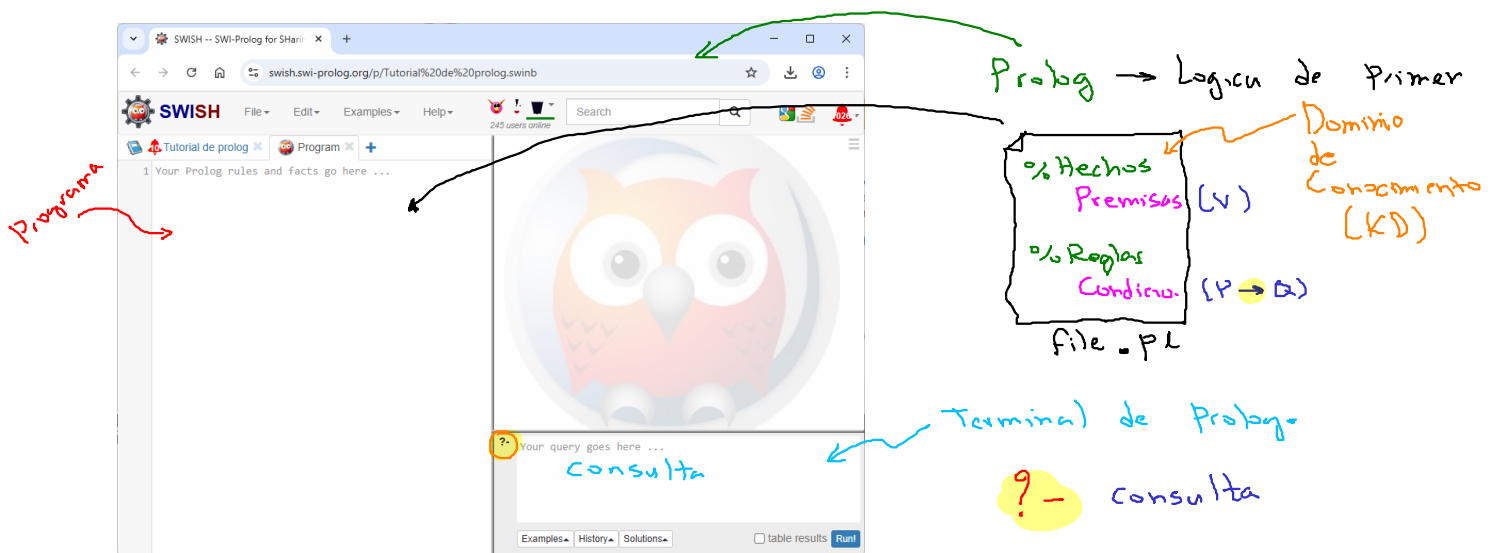 SWISH -- SWI-Prolog for SHarin
swish.swi-prolog.org/p/Tutorial%20de%20prolog.swinb
SWISH File Edit Examples Help 245 users online Search
Tutorial de prolog Program
1 Your Prolog rules and facts go here ...
Programa
?- Your query goes here ...
Consulta
Examples History Solutions table results Run!
Prolog → Logica de Primer
Dominio
de
Conocimiento
(KD)
%Hechos
Premisas (V)
%Reglas
Condicio. (P → Q)
file.pl
Terminal de Prolog.
?- consulta